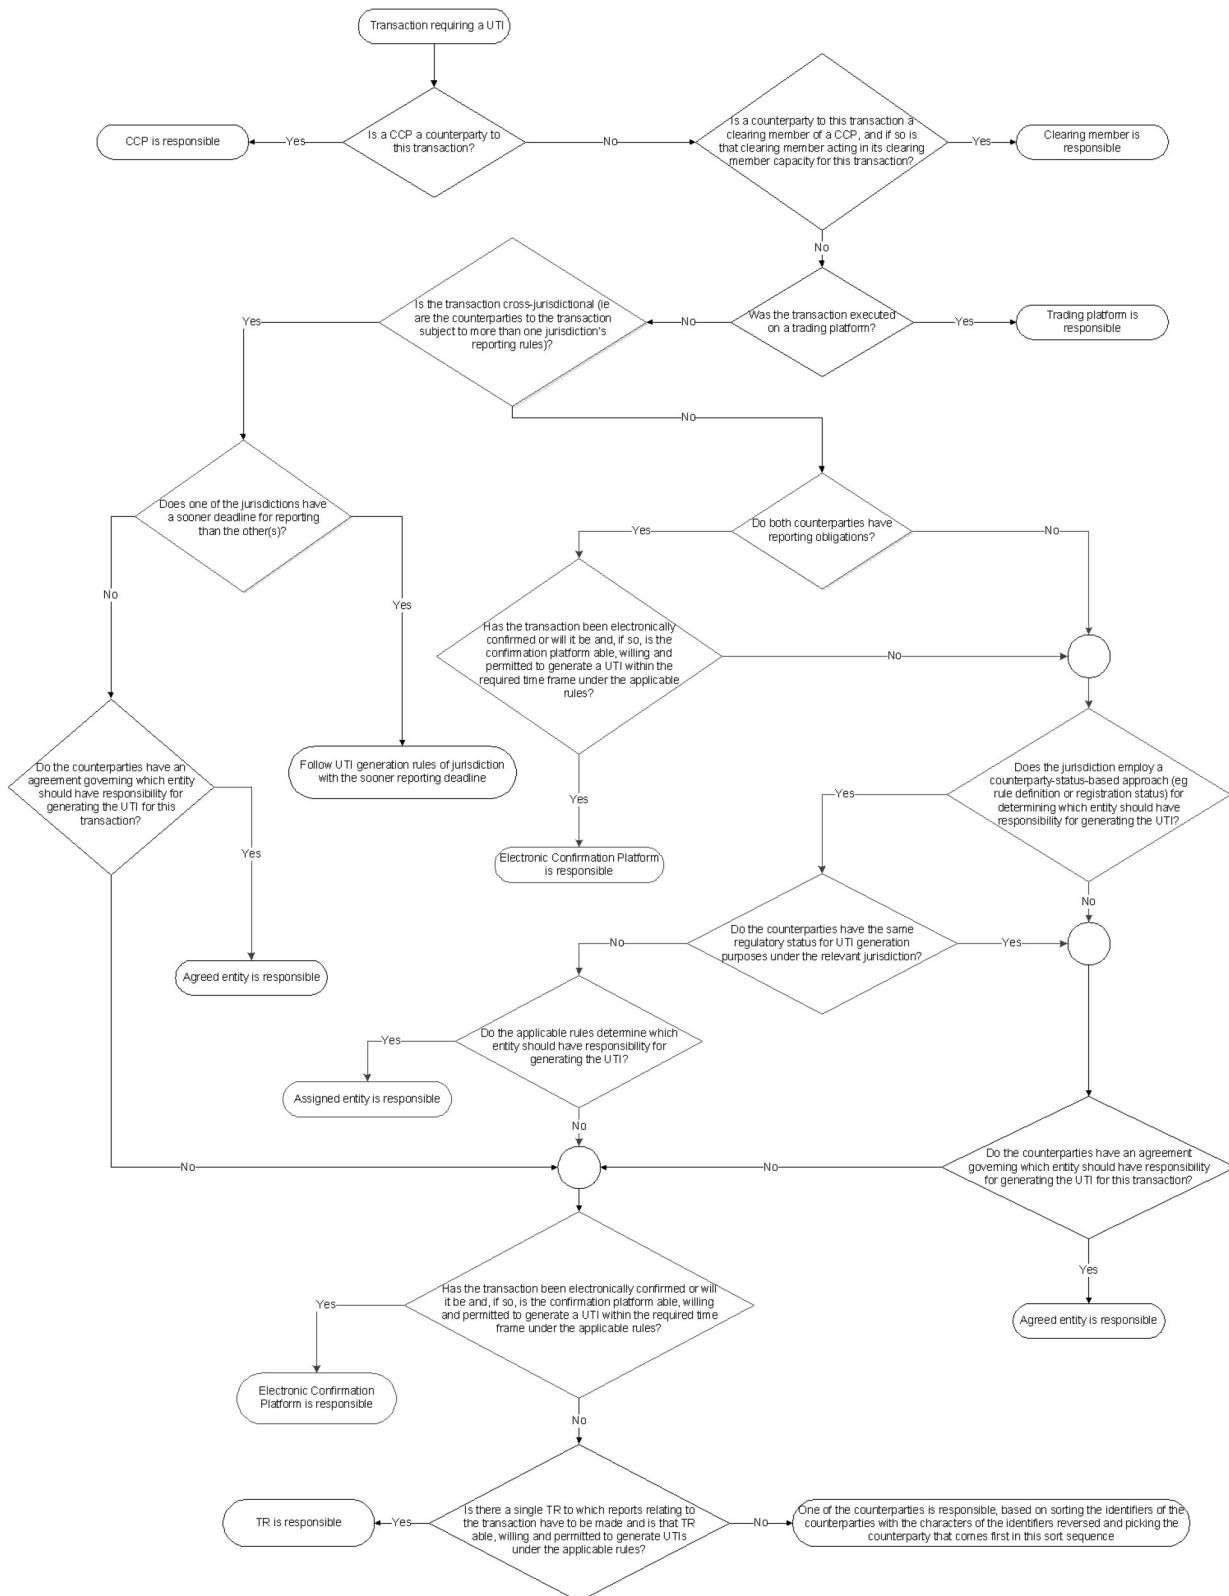 Transaction requiring a UTI
Is a CCP a counterparty to
this transaction?
Yes
CCP is responsible
No
Is a counterparty to this transaction a
clearing member of a CCP, and if so is
that clearing member acting in its clearing
member capacity for this transaction?
Yes
Clearing member is
responsible
No
Was the transaction executed
on a trading platform?
Yes
Trading platform is
responsible
No
Is the transaction cross-jurisdictional (ie
are the counterparties to the transaction
subject to more than one jurisdiction's
reporting rules)?
Yes
No
Does one of the jurisdictions have
a sooner deadline for reporting
than the other(s)?
No
Yes
Do both counterparties have
reporting obligations?
Yes
No
Has the transaction been electronically
confirmed or will it be and, if so, is the
confirmation platform able, willing and
permitted to generate a UTI within the
required time frame under the applicable
rules?
No
Yes
Follow UTI generation rules of jurisdiction
with the sooner reporting deadline
Do the counterparties have an
agreement governing which entity
should have responsibility for
generating the UTI for this
transaction?
Yes
Agreed entity is responsible
Electronic Confirmation Platform
is responsible
Does the jurisdiction employ a
counterparty-status-based approach (eg
rule definition or registration status) for
determining which entity should have
responsibility for generating the UTI?
Yes
No
Do the counterparties have the same
regulatory status for UTI generation
purposes under the relevant jurisdiction?
No
Yes
Do the applicable rules determine which
entity should have responsibility for
generating the UTI?
Yes
Assigned entity is responsible
No
No
Do the counterparties have an agreement
governing which entity should have responsibility
for generating the UTI for this transaction?
No
Yes
Agreed entity is responsible
Has the transaction been electronically confirmed or will
it be and, if so, is the confirmation platform able, willing
and permitted to generate a UTI within the required time
frame under the applicable rules?
Yes
Electronic Confirmation
Platform is responsible
No
Is there a single TR to which reports relating to
the transaction have to be made and is that TR
able, willing and permitted to generate UTIs
under the applicable rules?
Yes
TR is responsible
No
One of the counterparties is responsible, based on sorting the identifiers of the
counterparties with the characters of the identifiers reversed and picking the
counterparty that comes first in this sort sequence